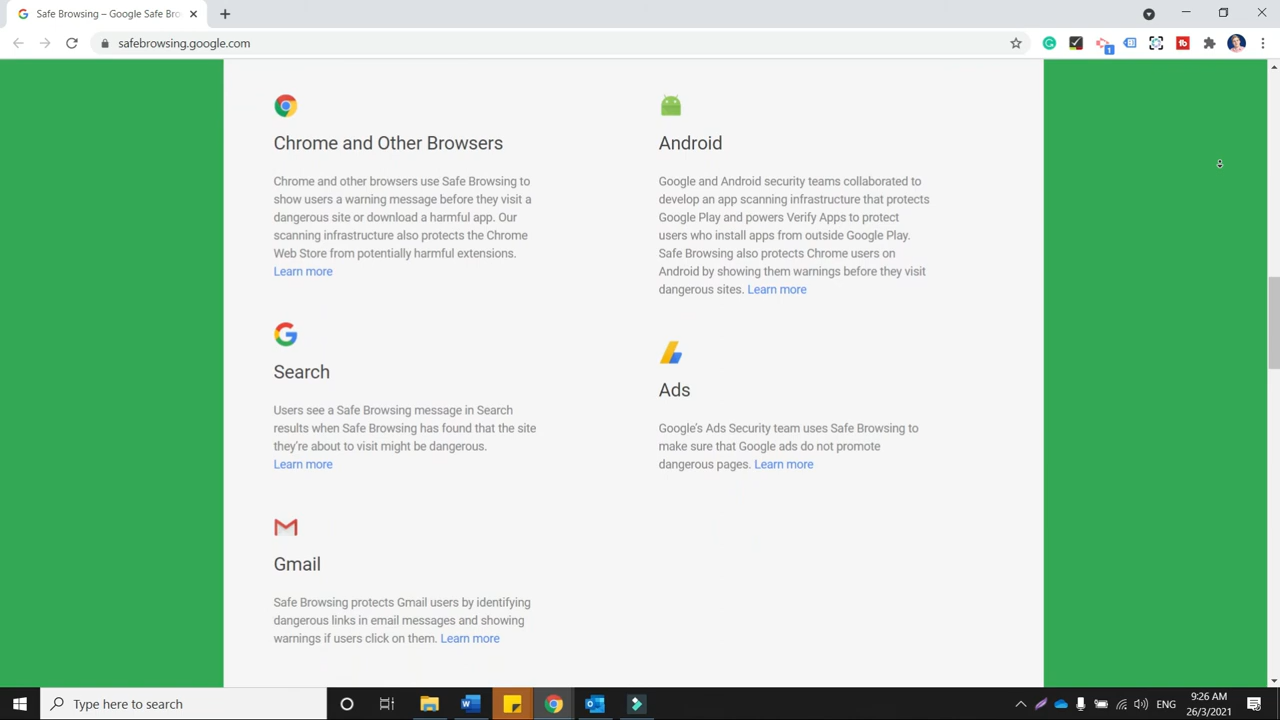 Safe Browsing – Google Safe Bro
safebrowsing.google.com
1
Chrome and Other Browsers
Chrome and other browsers use Safe Browsing to
show users a warning message before they visit a
dangerous site or download a harmful app. Our
scanning infrastructure also protects the Chrome
Web Store from potentially harmful extensions.
Learn more
Search
Users see a Safe Browsing message in Search
results when Safe Browsing has found that the site
they're about to visit might be dangerous.
Learn more
Gmail
Safe Browsing protects Gmail users by identifying
dangerous links in email messages and showing
warnings if users click on them. Learn more
Android
Google and Android security teams collaborated to
develop an app scanning infrastructure that protects
Google Play and powers Verify Apps to protect
users who install apps from outside Google Play.
Safe Browsing also protects Chrome users on
Android by showing them warnings before they visit
dangerous sites. Learn more
Ads
Google's Ads Security team uses Safe Browsing to
make sure that Google ads do not promote
dangerous pages. Learn more
Type here to search
ENG
9:26 AM
26/3/2021